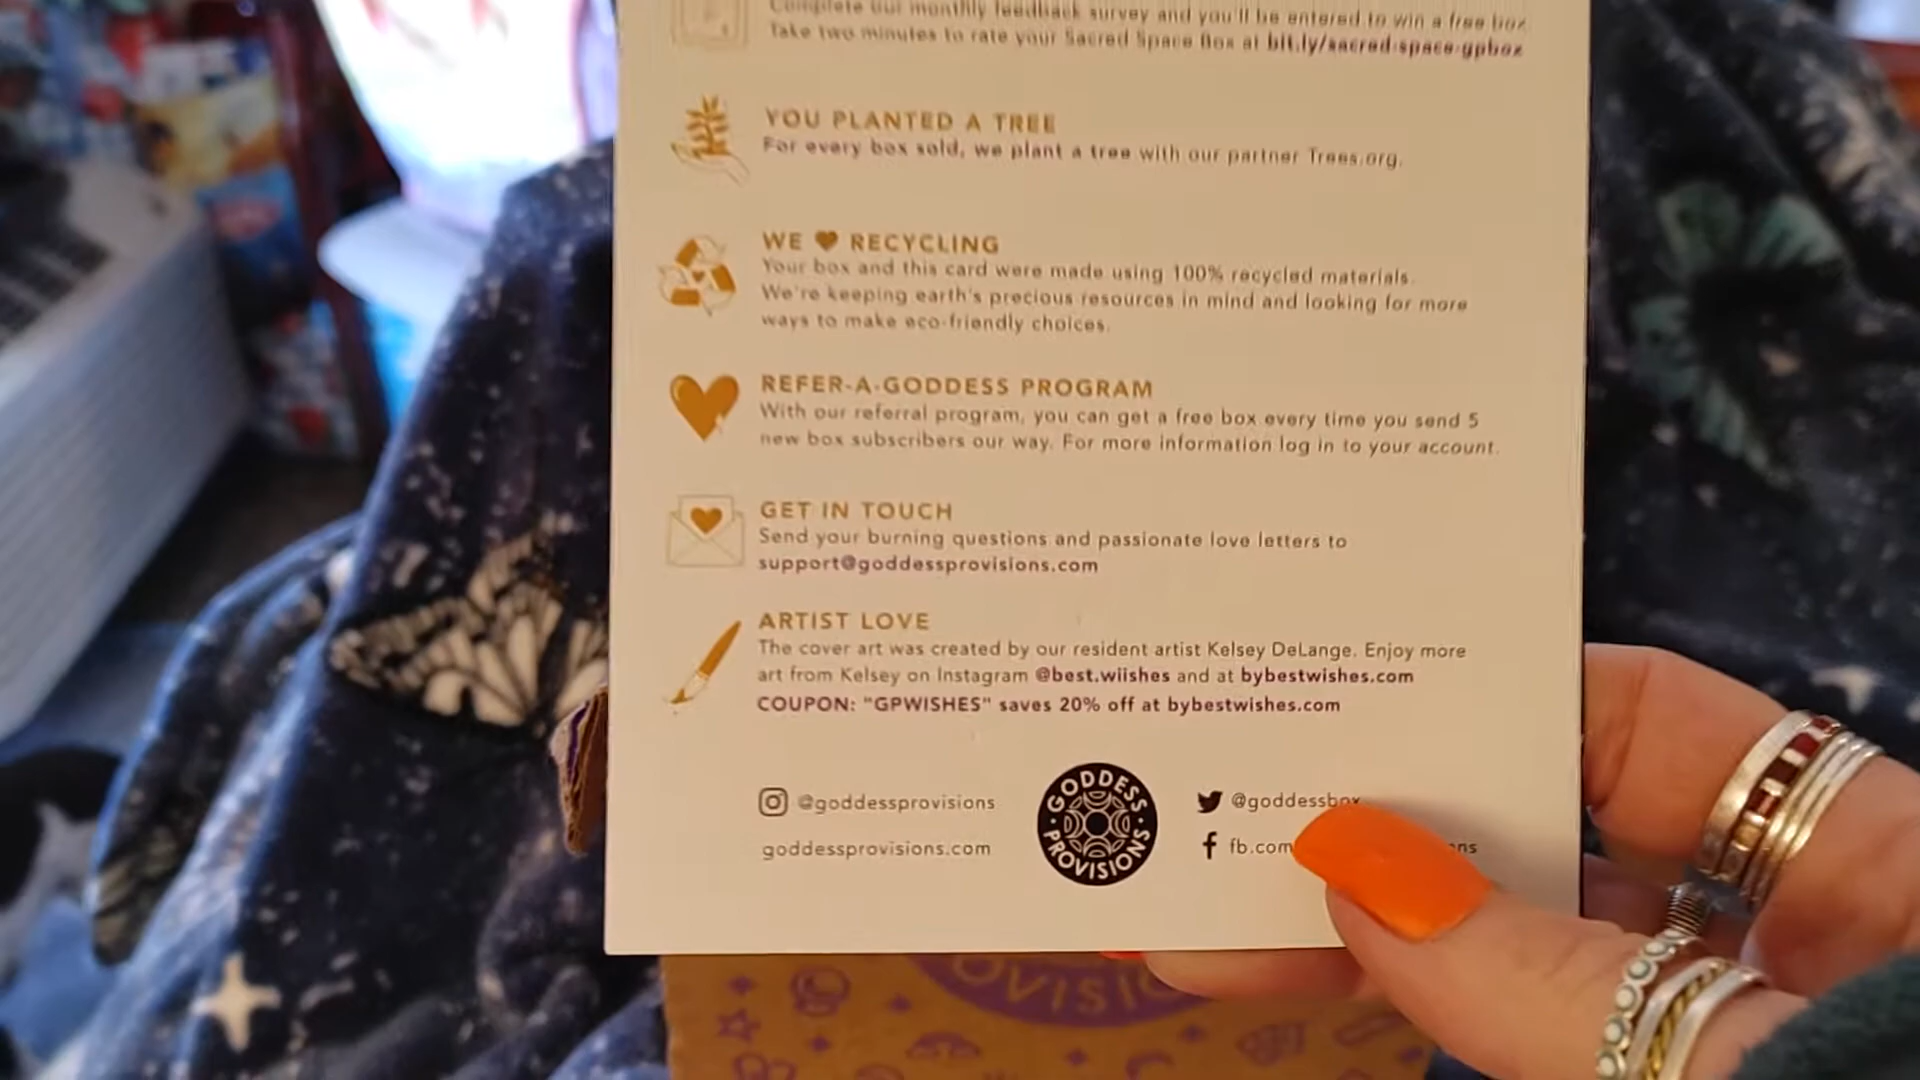 Complete our monthly feedback survey and you'll be entered to win a free box
Take two minutes to rate your Sacred Space Box at bit.ly/sacred-space-gpbox
YOU PLANTED A TREE
For every box sold, we plant a tree with our partner Trees.org.
WE ♥ RECYCLING
Your box and this card were made using 100% recycled materials.
We're keeping earth's precious resources in mind and looking for more
ways to make eco-friendly choices.
REFER-A-GODDESS PROGRAM
With our referral program, you can get a free box every time you send 5
new box subscribers our way. For more information log in to your account.
GET IN TOUCH
Send your burning questions and passionate love letters to
support@goddessprovisions.com
ARTIST LOVE
The cover art was created by our resident artist Kelsey DeLange. Enjoy more
art from Kelsey on Instagram @best.wiishes and at bybestwishes.com
COUPON: "GPWISHES" saves 20% off at bybestwishes.com
@goddessprovisions
goddessprovisions.com
GODDESS · PROVISIONS ·
@goddessbox
fb.com